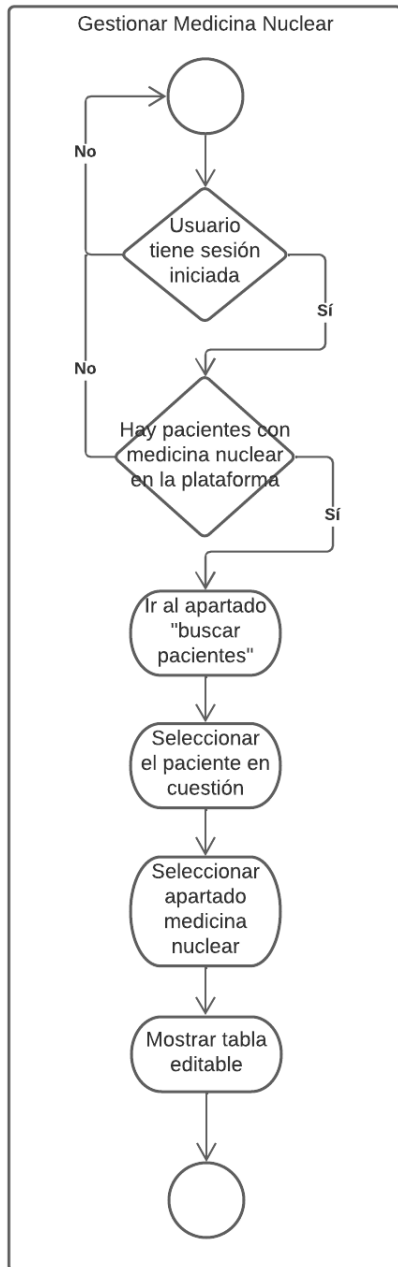 Gestionar Medicina Nuclear
No
Usuario
tiene sesión
iniciada
Sí
No
Hay pacientes con
medicina nuclear
en la plataforma
Sí
Ir al apartado
"buscar
pacientes"
Seleccionar
el paciente en
cuestión
Seleccionar
apartado
medicina
nuclear
Mostrar tabla
editable